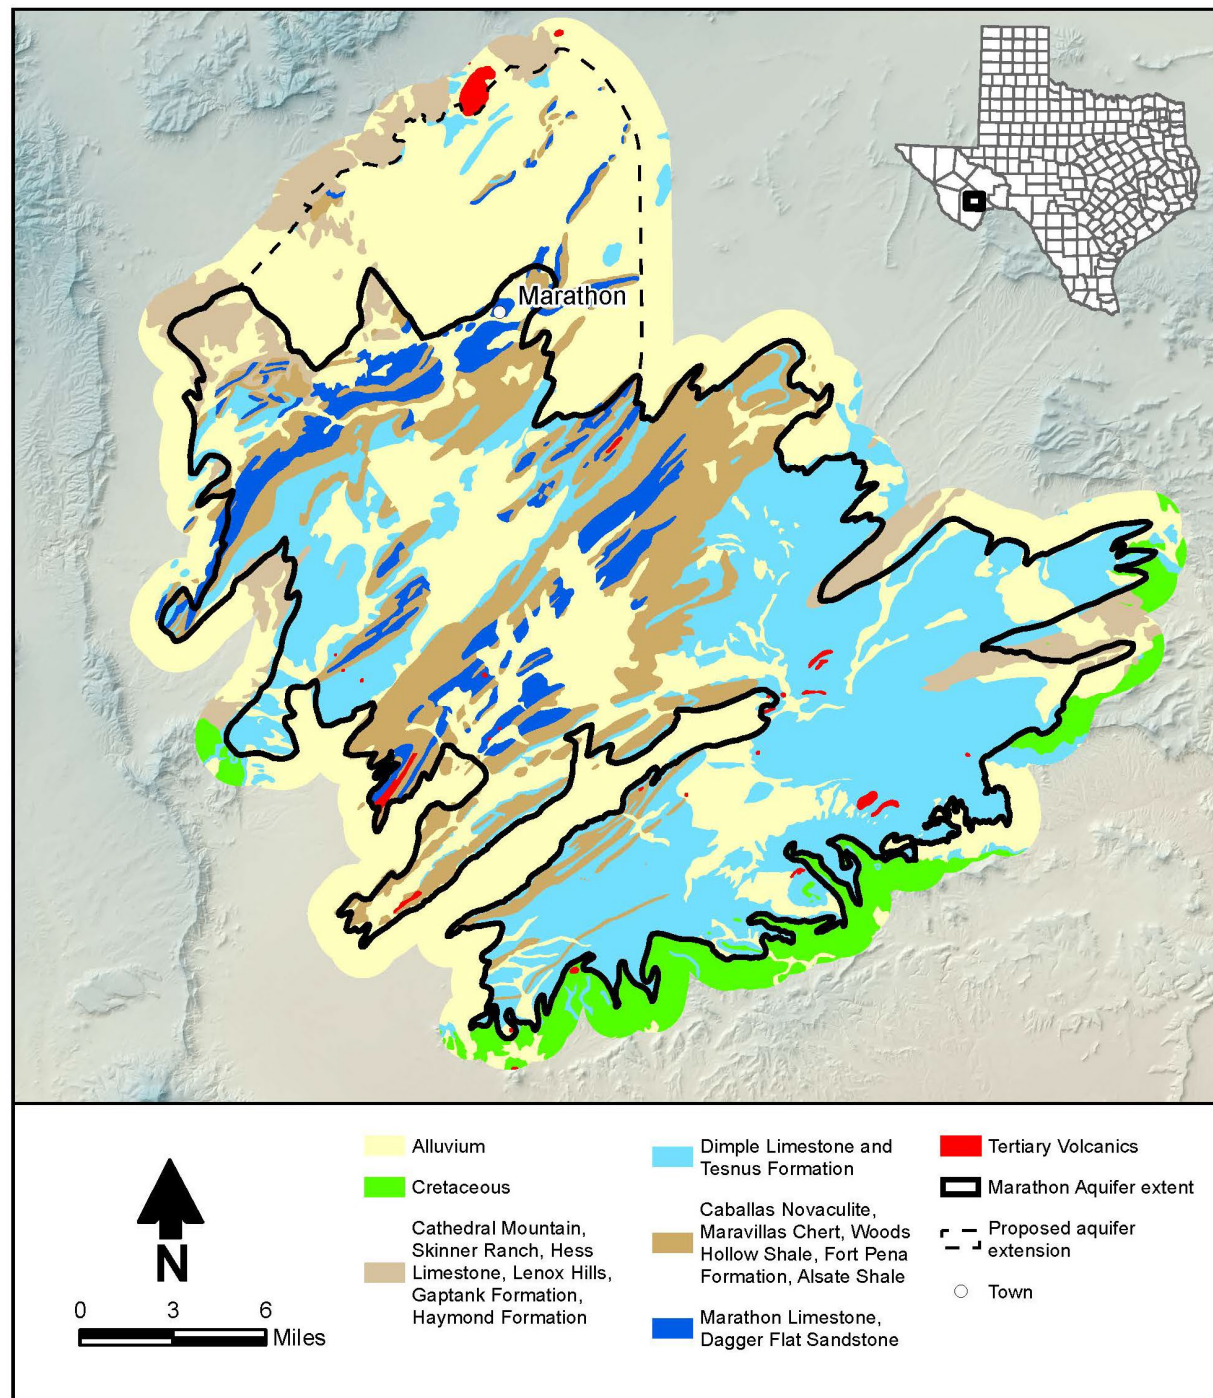 Marathon
N
0 3 6
Miles
Alluvium
Cretaceous
Cathedral Mountain,
Skinner Ranch, Hess
Limestone, Lenox Hills,
Gaptank Formation,
Haymond Formation
Dimple Limestone and
Tesnus Formation
Caballas Novaculite,
Maravillas Chert, Woods
Hollow Shale, Fort Pena
Formation, Alsate Shale
Marathon Limestone,
Dagger Flat Sandstone
Tertiary Volcanics
Marathon Aquifer extent
Proposed aquifer
extension
Town